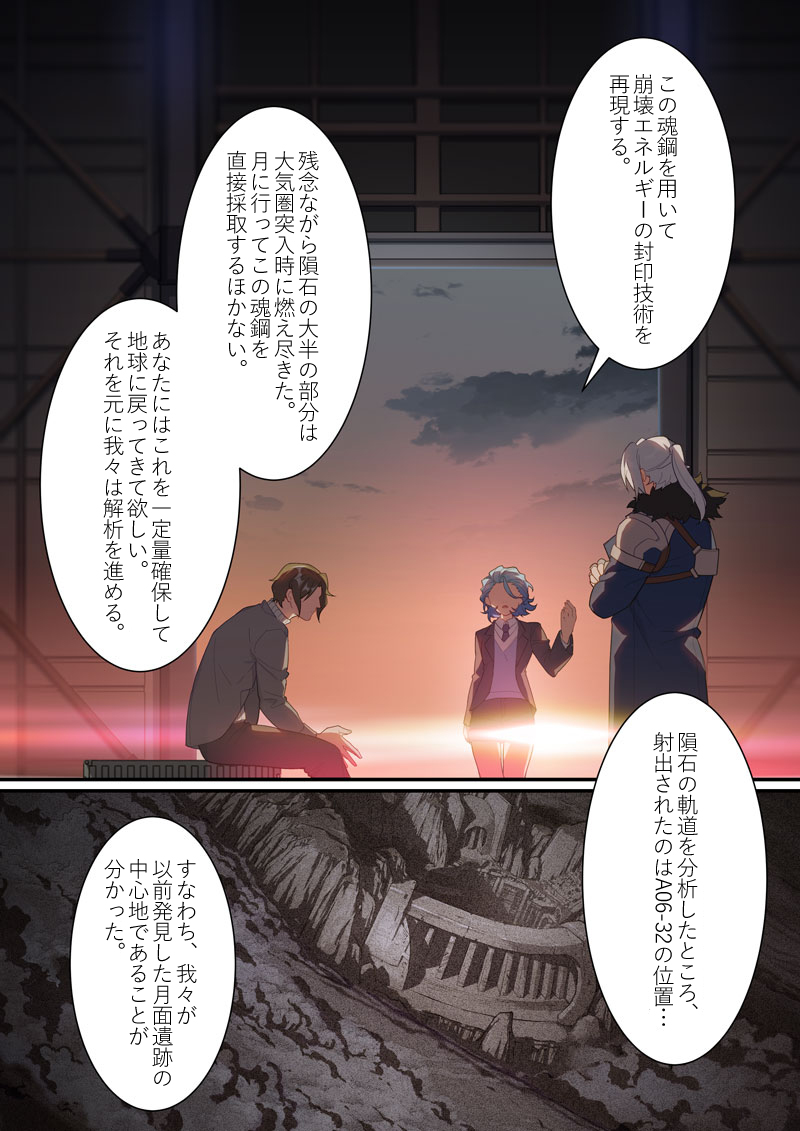 この魂鋼を用いて
崩壊エネルギーの封印技術を
再現する。
残念ながら隕石の大半の部分は
大気圏突入時に燃え尽きた。
月に行ってこの魂鋼を
直接採取するほかない。
あなたにはこれを一定量確保して
地球に戻ってきて欲しい。
それを元に我々は解析を進める。
隕石の軌道を分析したところ、
射出されたのはA06-32の位置…
すなわち、我々が
以前発見した月面遺跡の
中心地であることが
分かった。